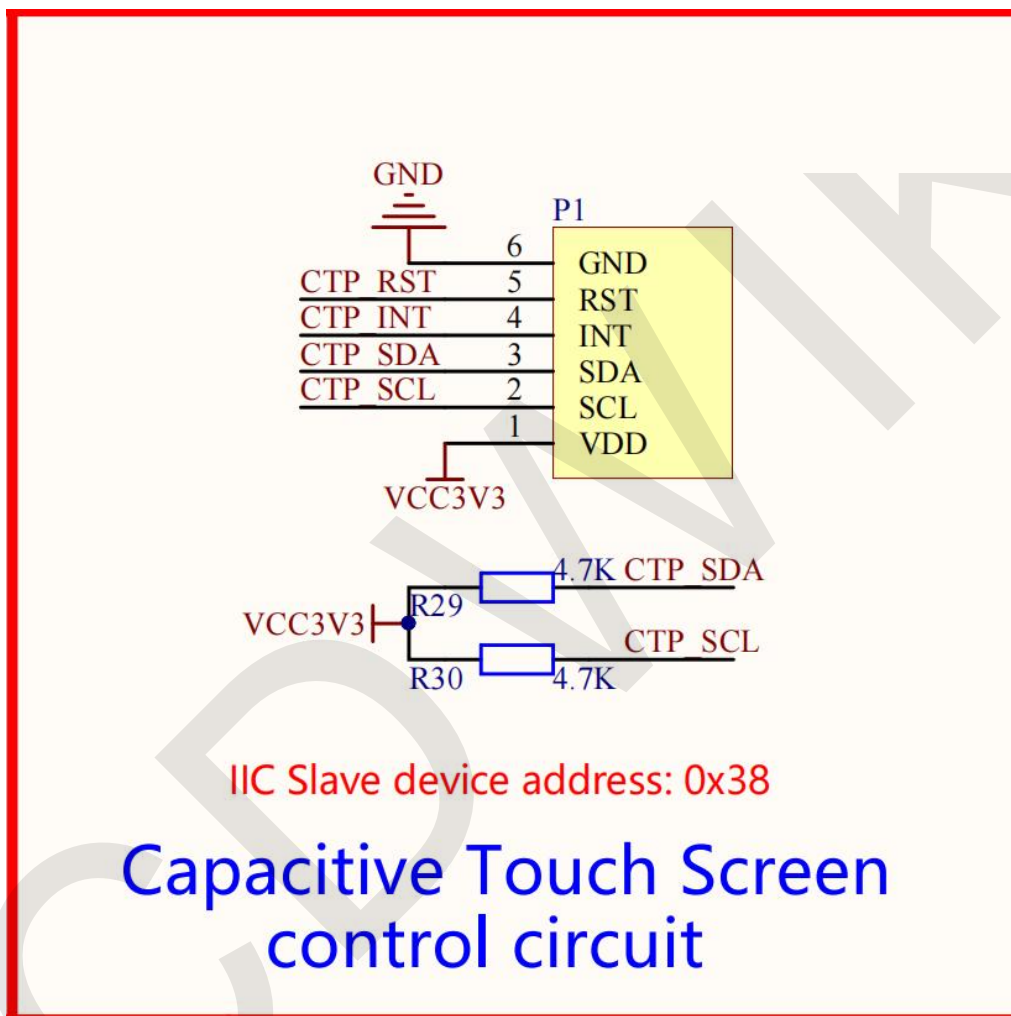 GND
P1
6 GND
CTP_RST 5 RST
CTP_INT 4 INT
CTP_SDA 3 SDA
CTP_SCL 2 SCL
1 VDD
VCC3V3
4.7K CTP_SDA
R29
VCC3V3
CTP_SCL
R30 4.7K
IIC Slave device address: 0x38
Capacitive Touch Screen
control circuit
CDWIK